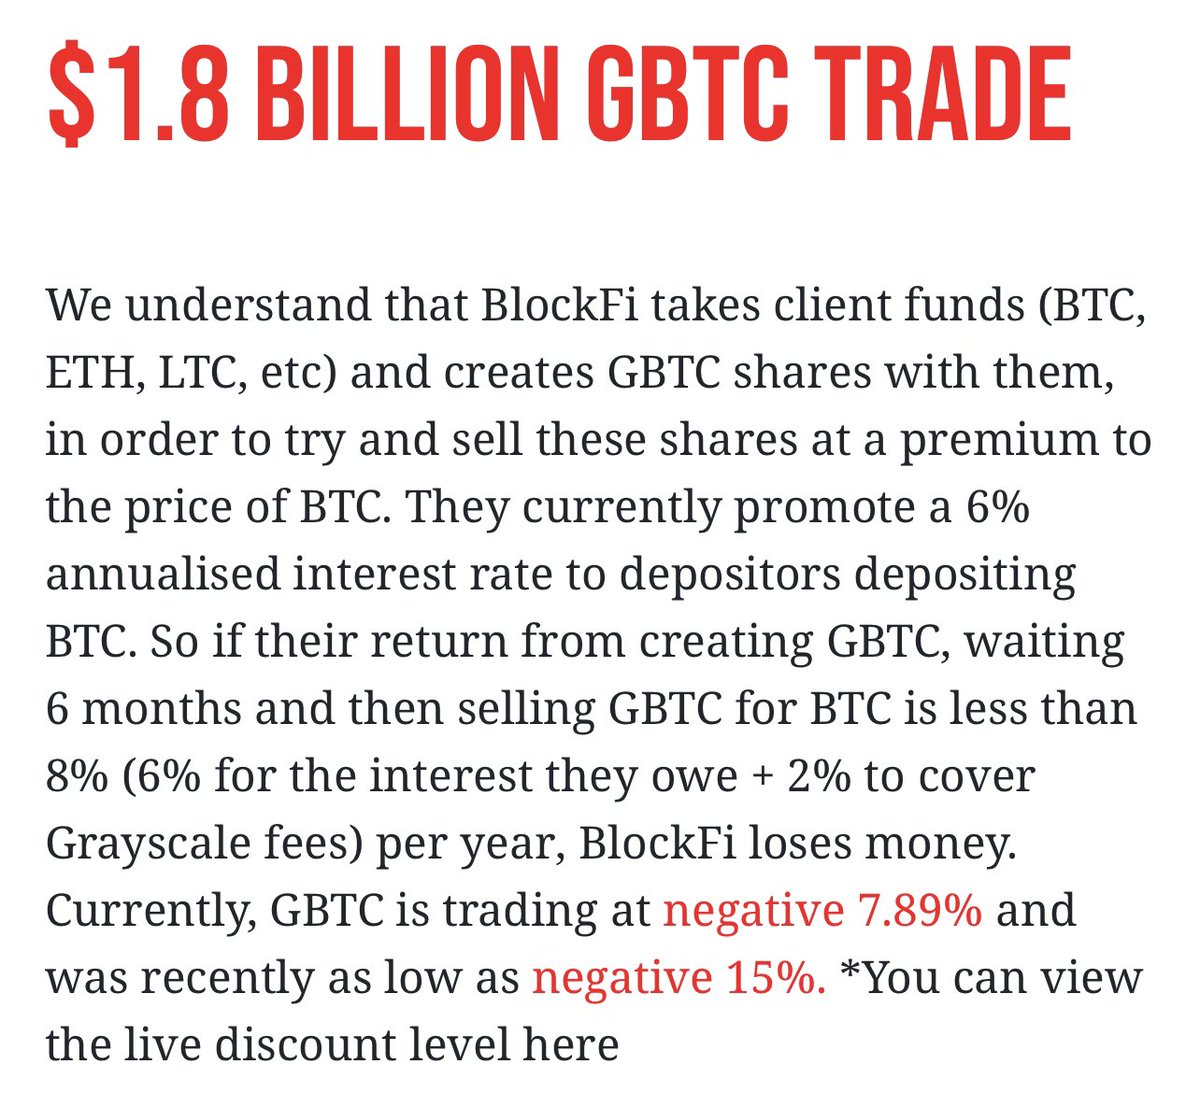 $1.8 BILLION GBTC TRADE
We understand that BlockFi takes client funds (BTC,
ETH, LTC, etc) and creates GBTC shares with them,
in order to try and sell these shares at a premium to
the price of BTC. They currently promote a 6%
annualised interest rate to depositors depositing
BTC. So if their return from creating GBTC, waiting
6 months and then selling GBTC for BTC is less than
8% (6% for the interest they owe + 2% to cover
Grayscale fees) per year, BlockFi loses money.
Currently, GBTC is trading at negative 7.89% and
was recently as low as negative 15%. *You can view
the live discount level here